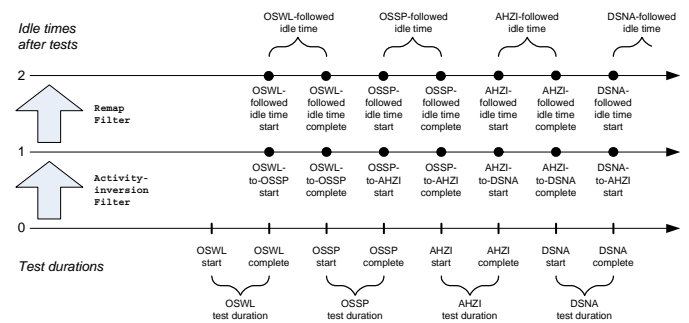 Idle times
after tests
OSWL-followed
idle time
OSSP-followed
idle time
AHZI-followed
idle time
DSNA-followed
idle time
2
OSWL-
followed
idle time
start
OSWL-
followed
idle time
complete
OSSP-
followed
idle time
start
OSSP-
followed
idle time
complete
AHZI-
followed
idle time
start
AHZI-
followed
idle time
complete
DSNA-
followed
idle time
start
Remap
Filter
1
OSWL-
to-OSSP
start
OSWL-
to-OSSP
complete
OSSP-
to-AHZI
start
OSSP-
to-AHZI
complete
AHZI-
to-DSNA
start
AHZI-
to-DSNA
complete
DSNA-
to-AHZI
start
Activity-
inversion
Filter
0
OSWL
start
OSWL
complete
OSSP
start
OSSP
complete
AHZI
start
AHZI
complete
DSNA
start
DSNA
complete
Test durations
OSWL
test duration
OSSP
test duration
AHZI
test duration
DSNA
test duration